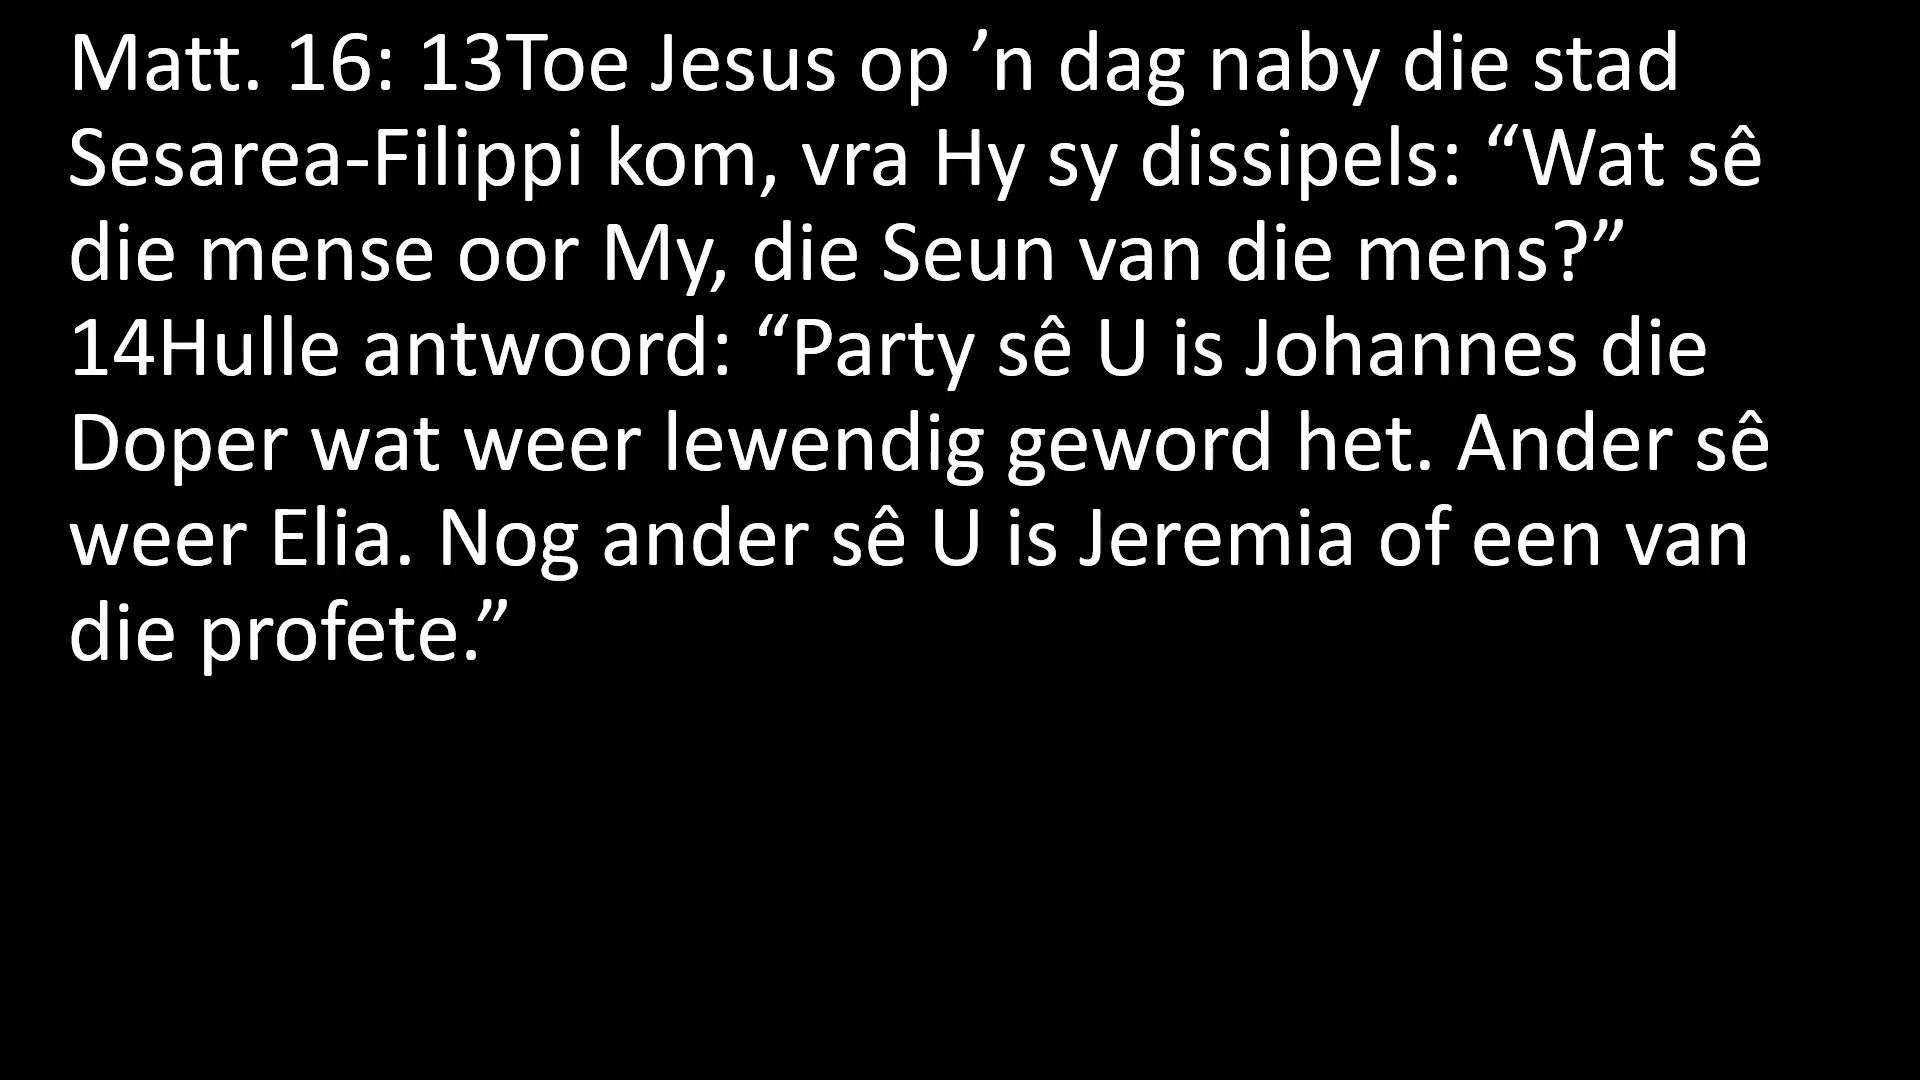 Matt. 16: 13Toe Jesus op ’n dag naby die stad
Sesarea-Filippi kom, vra Hy sy dissipels: “Wat sê
die mense oor My, die Seun van die mens?”
14Hulle antwoord: “Party sê U is Johannes die
Doper wat weer lewendig geword het. Ander sê
weer Elia. Nog ander sê U is Jeremia of een van
die profete.”